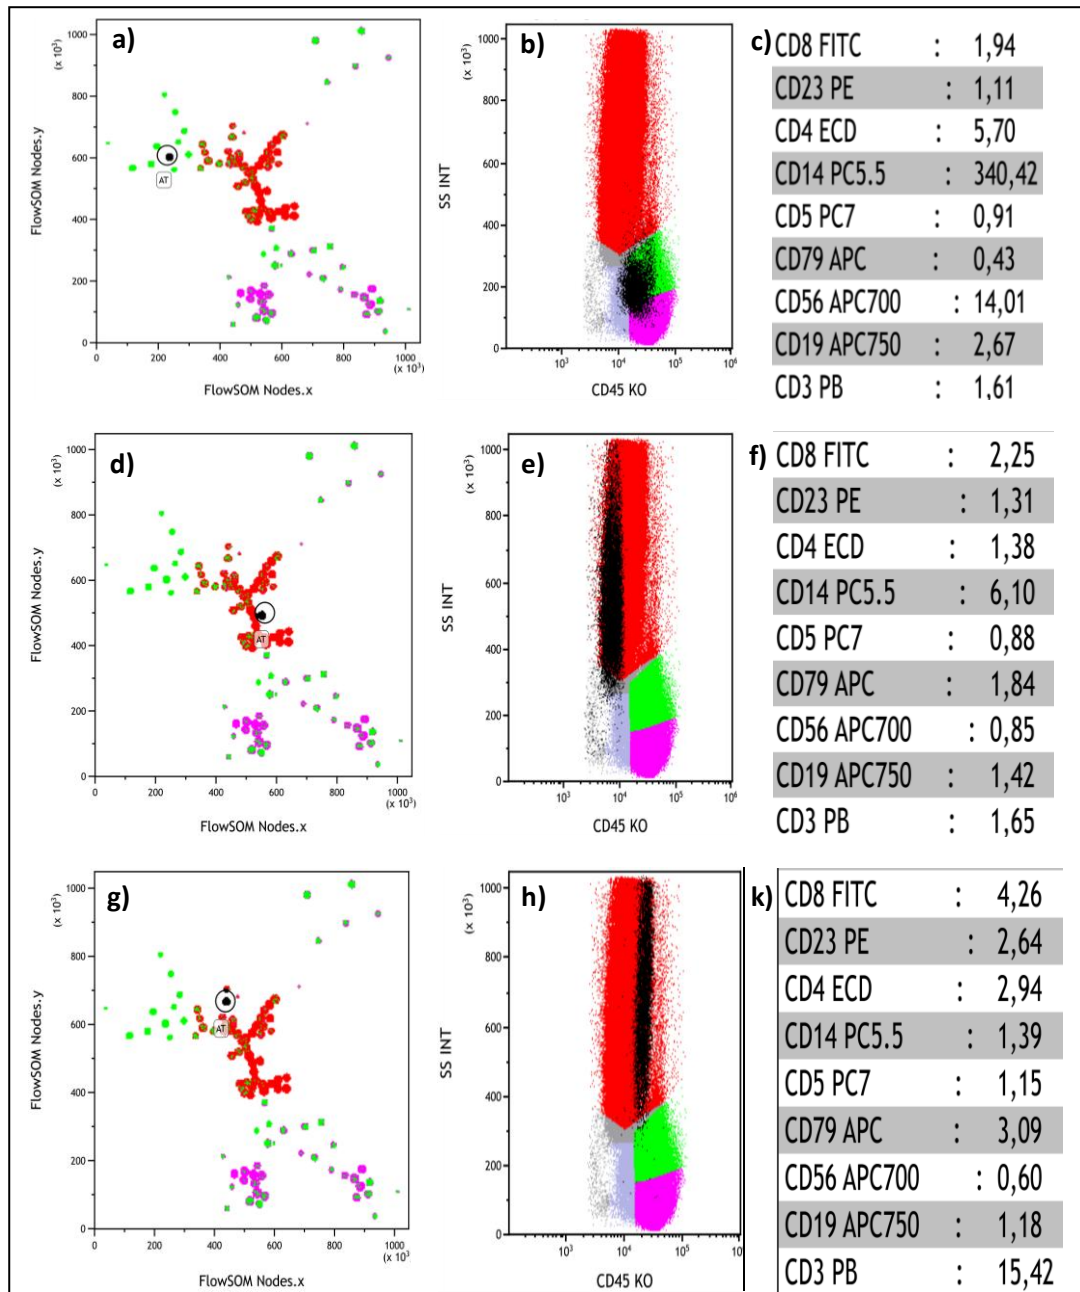 a)
(x 10³)
1000
800
600
400
200
0
FlowSOM Nodes.y
AT
0 200 400 600 800 1000
(x 10³)
FlowSOM Nodes.x
b)
(x 10³)
1000
800
600
400
200
0
SS INT
10³ 10⁴ 10⁵ 10⁶
CD45 KO
c)
CD8 FITC : 1,94
CD23 PE : 1,11
CD4 ECD : 5,70
CD14 PC5.5 : 340,42
CD5 PC7 : 0,91
CD79 APC : 0,43
CD56 APC700 : 14,01
CD19 APC750 : 2,67
CD3 PB : 1,61
d)
(x 10³)
1000
800
600
400
200
0
FlowSOM Nodes.y
AT
0 200 400 600 800 1000
(x 10³)
FlowSOM Nodes.x
e)
(x 10³)
1000
800
600
400
200
0
SS INT
10³ 10⁴ 10⁵ 10⁶
CD45 KO
f)
CD8 FITC : 2,25
CD23 PE : 1,31
CD4 ECD : 1,38
CD14 PC5.5 : 6,10
CD5 PC7 : 0,88
CD79 APC : 1,84
CD56 APC700 : 0,85
CD19 APC750 : 1,42
CD3 PB : 1,65
g)
(x 10³)
1000
800
600
400
200
0
FlowSOM Nodes.y
AT
0 200 400 600 800 1000
(x 10³)
FlowSOM Nodes.x
h)
(x 10³)
1000
800
600
400
200
0
SS INT
10³ 10⁴ 10⁵ 10⁶
CD45 KO
k)
CD8 FITC : 4,26
CD23 PE : 2,64
CD4 ECD : 2,94
CD14 PC5.5 : 1,39
CD5 PC7 : 1,15
CD79 APC : 3,09
CD56 APC700 : 0,60
CD19 APC750 : 1,18
CD3 PB : 15,42